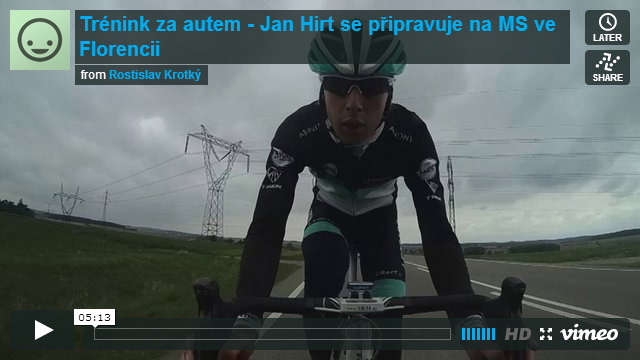 Trénink za autem - Jan Hirt se připravuje na MS ve
Florencii
from Rostislav Krotký
LATER
SHARE
CRAFT
05:13
HD
vimeo